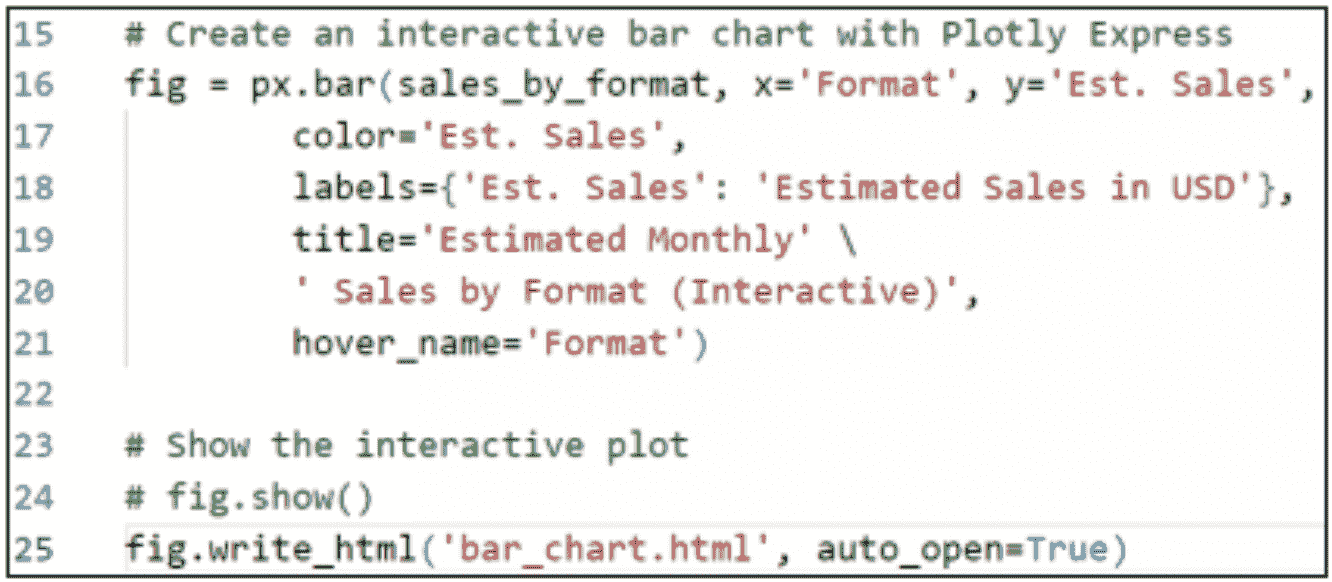 15 # Create an interactive bar chart with Plotly Express
16 fig = px.bar(sales_by_format, x='Format', y='Est. Sales',
17 color='Est. Sales',
18 labels={'Est. Sales': 'Estimated Sales in USD'},
19 title='Estimated Monthly' \
20 ' Sales by Format (Interactive)',
21 hover_name='Format')
22
23 # Show the interactive plot
24 # fig.show()
25 fig.write_html('bar_chart.html', auto_open=True)